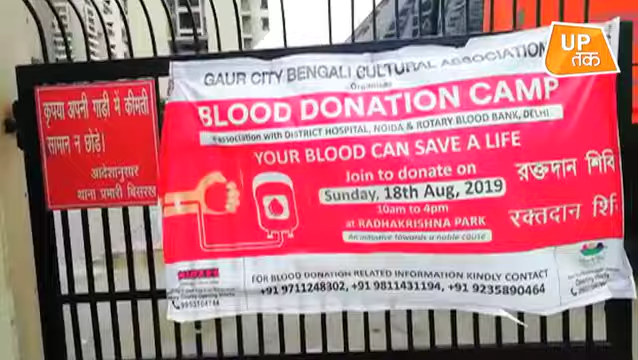 UP
तक
कृपया अपनी गाड़ी में कीमती
सामान न छोडे।
आदेशानुसार
थाना प्रभारी बिसरख
GAUR CITY BENGALI CULTURAL ASSOCIATION
Organises
BLOOD DONATION CAMP
association with DISTRICT HOSPITAL, NOIDA & ROTARY BLOOD BANK, DELHI
YOUR BLOOD CAN SAVE A LIFE
Join to donate on
Sunday, 18th Aug, 2019
10am to 4pm
at RADHAKRISHNA PARK
An initiative towards a noble cause
রক্তদান শিবি
रक्तदान शि
FOR BLOOD DONATION RELATED INFORMATION KINDLY CONTACT
+91 9711248302, +91 9811431194, +91 9235890464